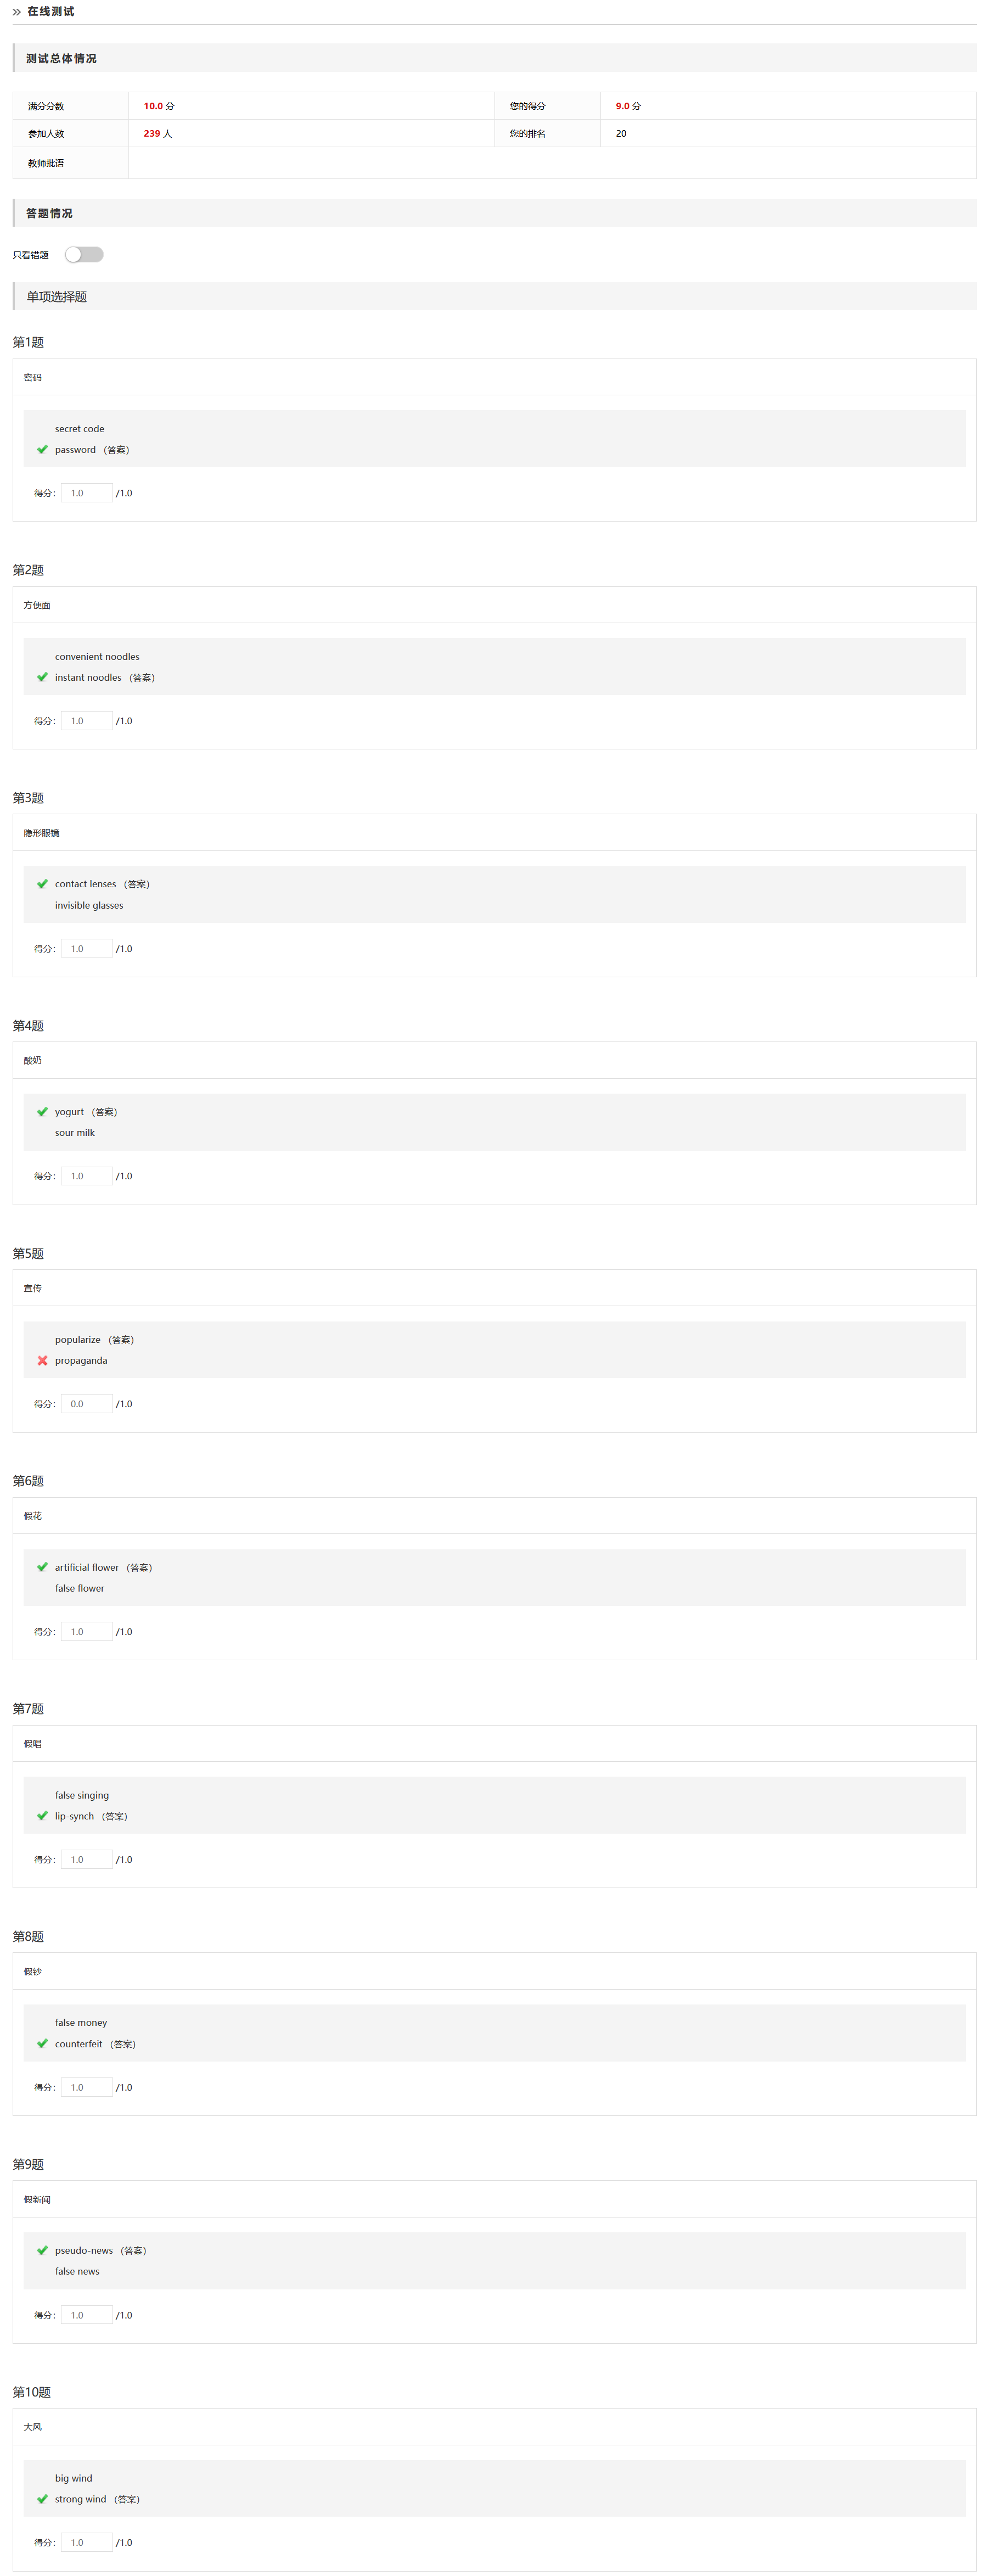 在线测试
测试总体情况
满分分数 10.0 分 您的得分 9.0 分
参加人数 239 人 您的排名 20
教师批语
答题情况
只看错题
单项选择题
第1题
密码
secret code
password （答案）
得分： 1.0 /1.0
第2题
方便面
convenient noodles
instant noodles （答案）
得分： 1.0 /1.0
第3题
隐形眼镜
contact lenses （答案）
invisible glasses
得分： 1.0 /1.0
第4题
酸奶
yogurt （答案）
sour milk
得分： 1.0 /1.0
第5题
宣传
popularize （答案）
propaganda
得分： 0.0 /1.0
第6题
假花
artificial flower （答案）
false flower
得分： 1.0 /1.0
第7题
假唱
false singing
lip-synch （答案）
得分： 1.0 /1.0
第8题
假钞
false money
counterfeit （答案）
得分： 1.0 /1.0
第9题
假新闻
pseudo-news （答案）
false news
得分： 1.0 /1.0
第10题
大风
big wind
strong wind （答案）
得分： 1.0 /1.0